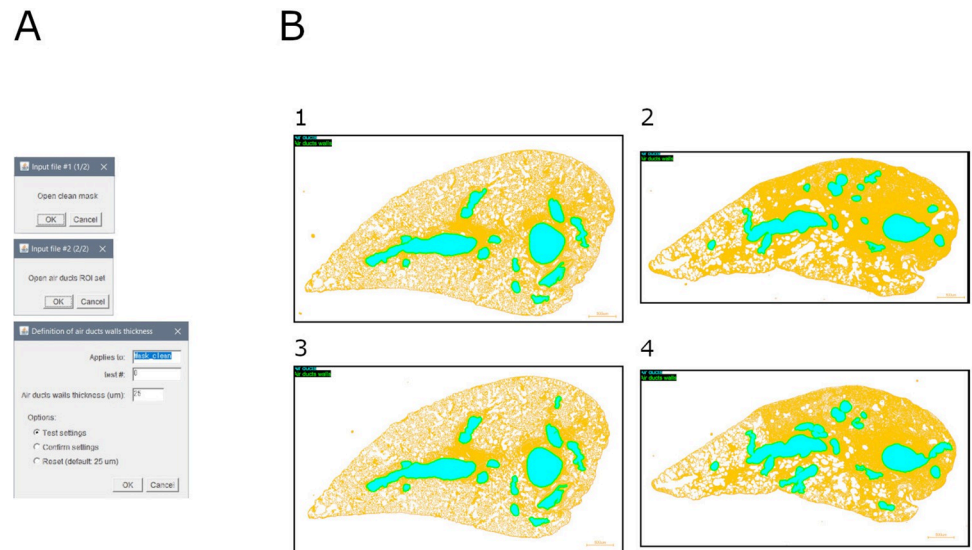 A
B
Input file #1 (1/2)
Open clean mask
OK Cancel
Input file #2 (2/2)
Open air ducts ROI set
OK Cancel
Definition of air ducts walls thickness
Applies to: Mask_clean
Test #: 0
Air ducts walls thickness (um):
Options:
Test settings
Confirm settings
Reset (default: 25 um)
OK Cancel
1
Air ducts
Air ducts walls
2
Air ducts
Air ducts walls
3
Air ducts
Air ducts walls
4
Air ducts
Air ducts walls